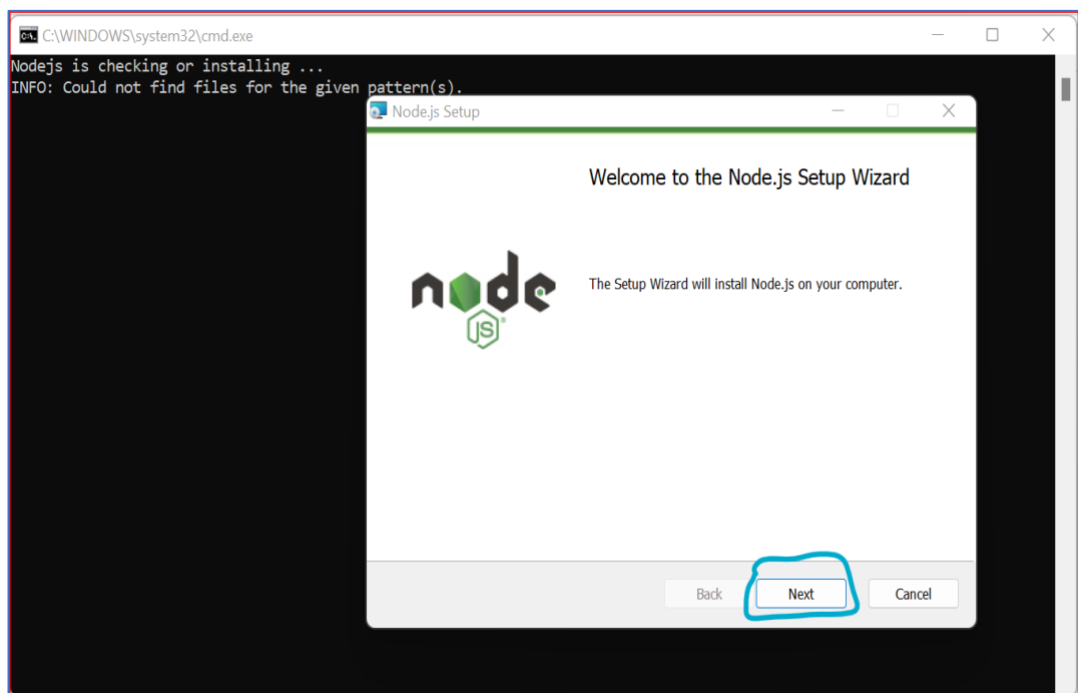 C:\WINDOWS\system32\cmd.exe
Nodejs is checking or installing ...
INFO: Could not find files for the given pattern(s).
Node.js Setup
Welcome to the Node.js Setup Wizard
node
JS
The Setup Wizard will install Node.js on your computer.
Back Next Cancel